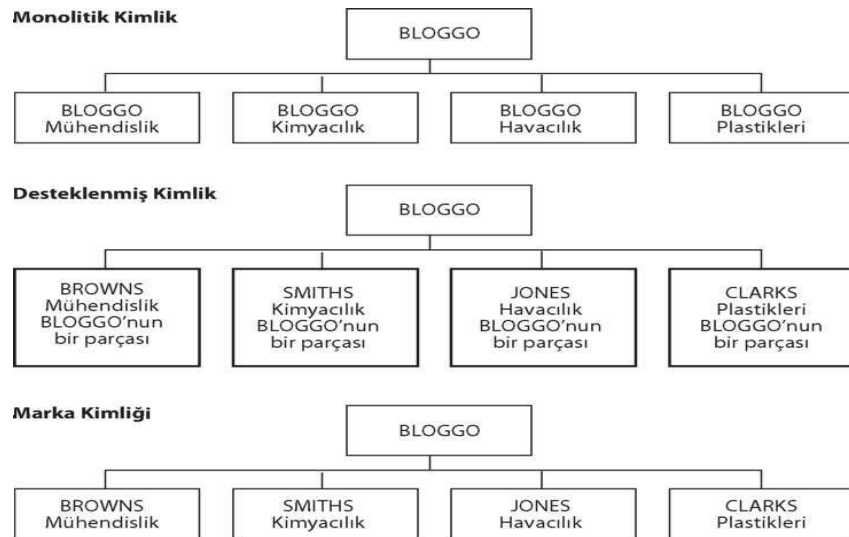 Monolitik Kimlik
BLOGGO
BLOGGO
Mühendislik
BLOGGO
Kimyacılık
BLOGGO
Havacılık
BLOGGO
Plastikleri
Desteklenmiş Kimlik
BLOGGO
BROWNS
Mühendislik
BLOGGO'nun
bir parçası
SMITHS
Kimyacılık
BLOGGO'nun
bir parçası
JONES
Havacılık
BLOGGO'nun
bir parçası
CLARKS
Plastikleri
BLOGGO'nun
bir parçası
Marka Kimliği
BLOGGO
BROWNS
Mühendislik
SMITHS
Kimyacılık
JONES
Havacılık
CLARKS
Plastikleri